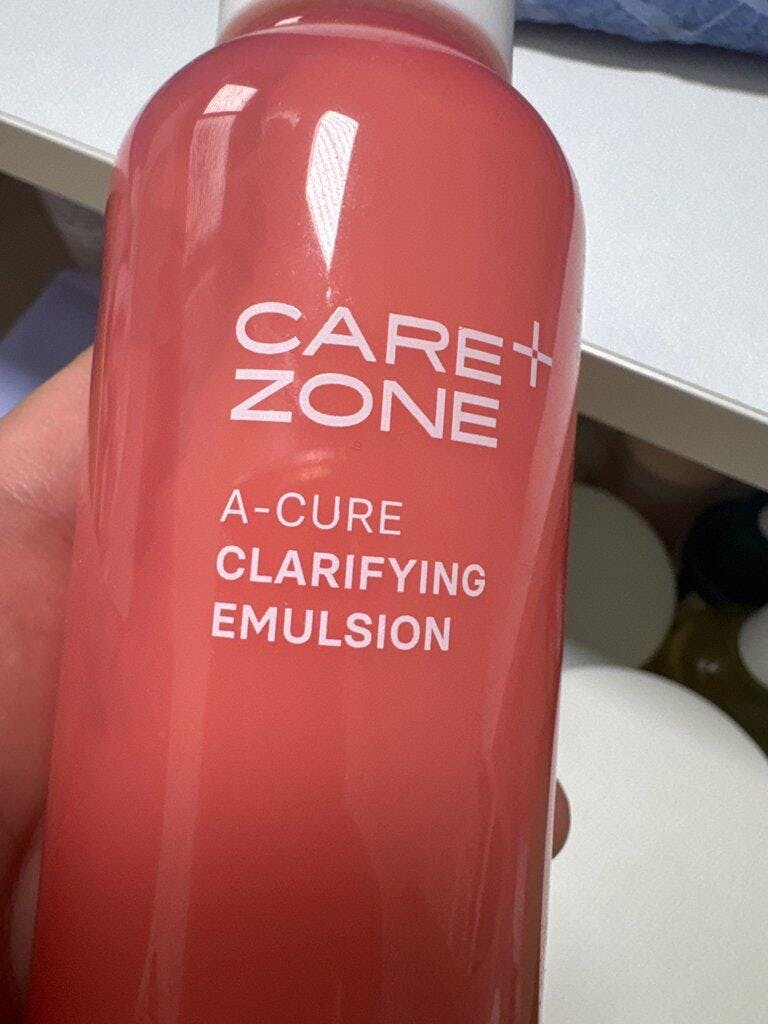 CARE+
ZONE
A-CURE
CLARIFYING
EMULSION